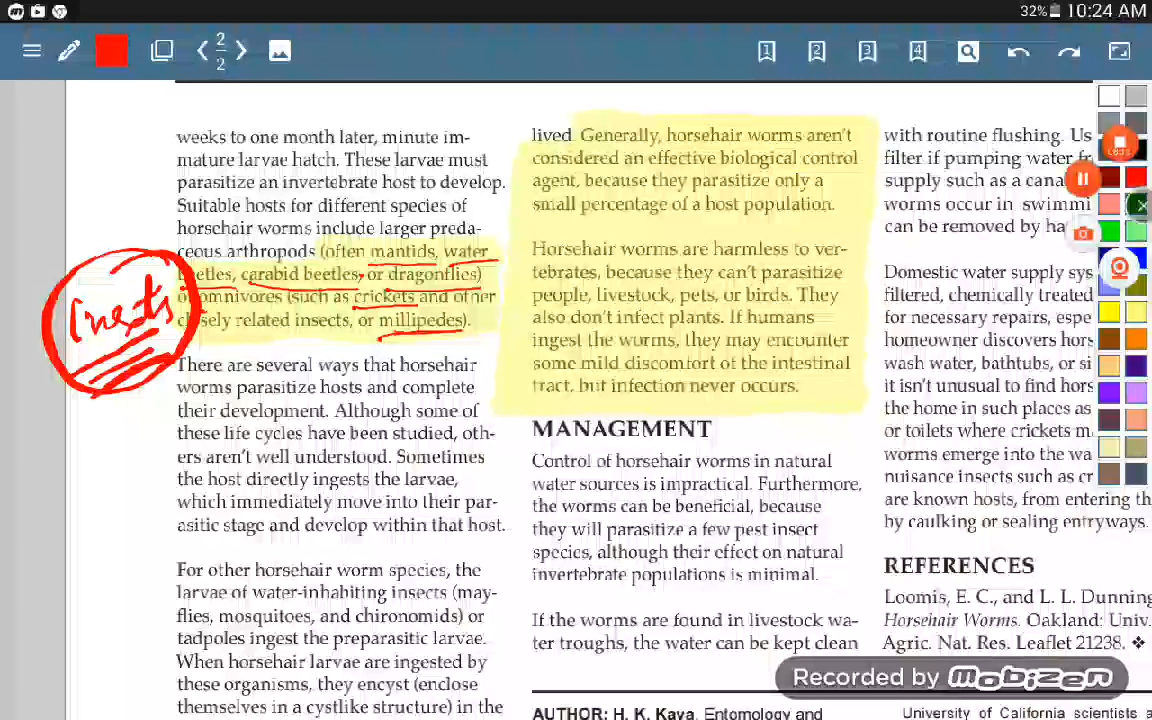 32% 10:24 AM
2
2
1
2
3
4
weeks to one month later, minute im-
mature larvae hatch. These larvae must
parasitize an invertebrate host to develop.
Suitable hosts for different species of
horsehair worms include larger preda-
ceous arthropods (often mantids, water
beetles, carabid beetles, or dragonflies)
or omnivores (such as crickets and other
closely related insects, or millipedes).
There are several ways that horsehair
worms parasitize hosts and complete
their development. Although some of
these life cycles have been studied, oth-
ers aren't well understood. Sometimes
the host directly ingests the larvae,
which immediately move into their par-
asitic stage and develop within that host.
For other horsehair worm species, the
larvae of water-inhabiting insects (may-
flies, mosquitoes, and chironomids) or
tadpoles ingest the preparasitic larvae.
When horsehair larvae are ingested by
these organisms, they encyst (enclose
themselves in a cystlike structure) in the
Insects
lived. Generally, horsehair worms aren't
considered an effective biological control
agent, because they parasitize only a
small percentage of a host population.
Horsehair worms are harmless to ver-
tebrates, because they can't parasitize
people, livestock, pets, or birds. They
also don't infect plants. If humans
ingest the worms, they may encounter
some mild discomfort of the intestinal
tract, but infection never occurs.
MANAGEMENT
Control of horsehair worms in natural
water sources is impractical. Furthermore,
the worms can be beneficial, because
they will parasitize a few pest insect
species, although their effect on natural
invertebrate populations is minimal.
If the worms are found in livestock wa-
ter troughs, the water can be kept clean
AUTHOR: H. K. Kaya, Entomology and
with routine flushing. Us
filter if pumping water fr
supply such as a cana
worms occur in swimmi
can be removed by ha
Domestic water supply sys
filtered, chemically treated
for necessary repairs, espe
homeowner discovers hors
wash water, bathtubs, or si
it isn't unusual to find hors
the home in such places as
or toilets where crickets m
worms emerge into the wa
nuisance insects such as cr
are known hosts, from entering th
by caulking or sealing entryways.
REFERENCES
Loomis, E. C., and L. L. Dunning
Horsehair Worms. Oakland: Univ.
Agric. Nat. Res. Leaflet 21238. ❖
University of California scientists a
Recorded by mobizen